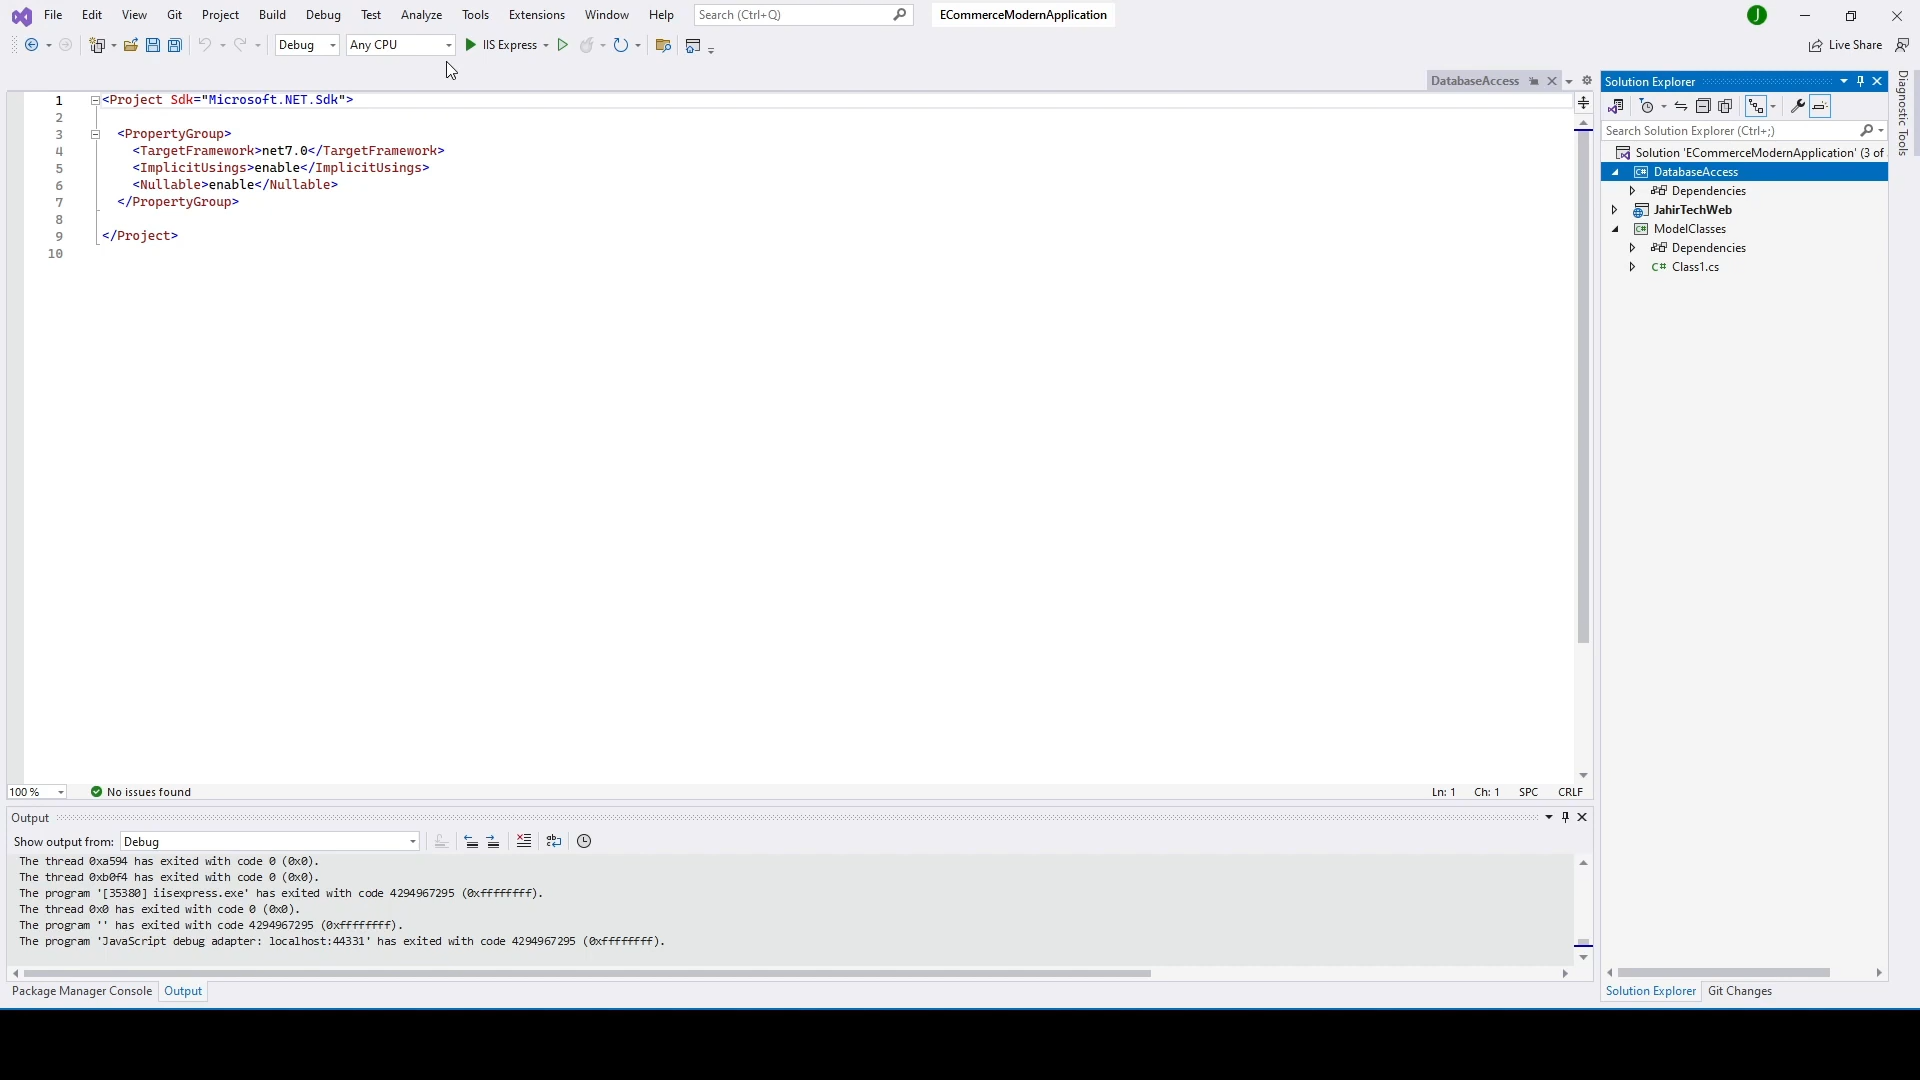 File Edit View Git Project Build Debug Test Analyze Tools Extensions Window Help Search (Ctrl+Q) ECommerceModernApplication J
Debug Any CPU IIS Express Live Share
DatabaseAccess
1 <Project Sdk="Microsoft.NET.Sdk">
2
3 <PropertyGroup>
4 <TargetFramework>net7.0</TargetFramework>
5 <ImplicitUsings>enable</ImplicitUsings>
6 <Nullable>enable</Nullable>
7 </PropertyGroup>
8
9 </Project>
10
100 % No issues found Ln: 1 Ch: 1 SPC CRLF
Output
Show output from: Debug
The thread 0xa594 has exited with code 0 (0x0).
The thread 0xb0f4 has exited with code 0 (0x0).
The program '[35380] iisexpress.exe' has exited with code 4294967295 (0xffffffff).
The thread 0x0 has exited with code 0 (0x0).
The program '' has exited with code 4294967295 (0xffffffff).
The program 'JavaScript debug adapter: localhost:44331' has exited with code 4294967295 (0xffffffff).
Package Manager Console Output
Solution Explorer
Search Solution Explorer (Ctrl+;)
Solution 'ECommerceModernApplication' (3 of
C# DatabaseAccess
Dependencies
JahirTechWeb
C# ModelClasses
Dependencies
C# Class1.cs
Solution Explorer Git Changes
Diagnostic Tools